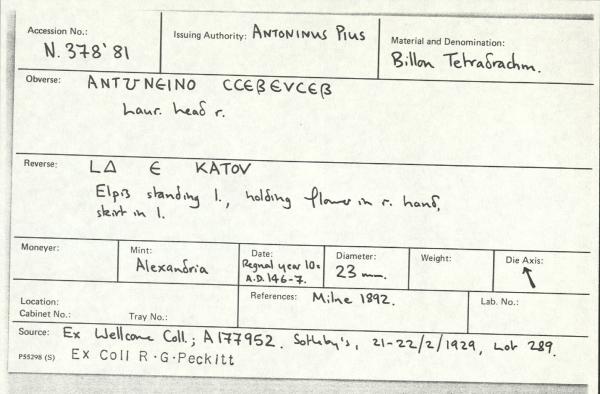 Accession No.: N.378'81
Issuing Authority: ANTONINUS PIUS
Material and Denomination: Billon Tetradrachm.
Obverse: ANTѠNЄINO CCЄBЄVCЄB
Laur. head r.
Reverse: LΔ Є KATOV
Elpis standing l., holding flower in r. hand,
skirt in l.
Moneyer:
Mint: Alexandria
Date: Regnal year 10 = A.D. 146-7.
Diameter: 23 mm.
Weight:
Die Axis: ↖
Location:
Cabinet No.: Tray No.:
References: Milne 1892.
Lab. No.:
Source: Ex Wellcome Coll.; A177952. Sotheby's, 21-22/2/1929, Lot 289.
P55298 (S) Ex Coll R.G.Peckitt